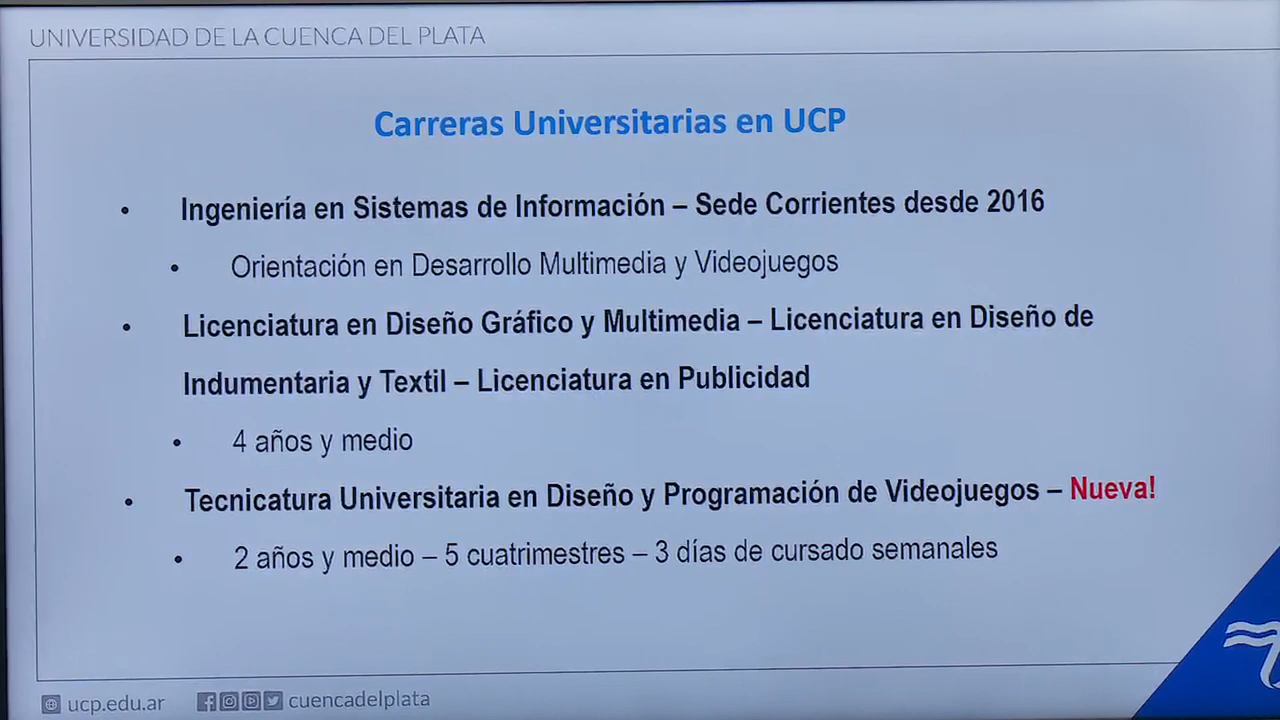 UNIVERSIDAD DE LA CUENCA DEL PLATA
Carreras Universitarias en UCP
• Ingeniería en Sistemas de Información – Sede Corrientes desde 2016
• Orientación en Desarrollo Multimedia y Videojuegos
• Licenciatura en Diseño Gráfico y Multimedia – Licenciatura en Diseño de
Indumentaria y Textil – Licenciatura en Publicidad
• 4 años y medio
• Tecnicatura Universitaria en Diseño y Programación de Videojuegos – Nueva!
• 2 años y medio – 5 cuatrimestres – 3 días de cursado semanales
ucp.edu.ar cuencadelplata